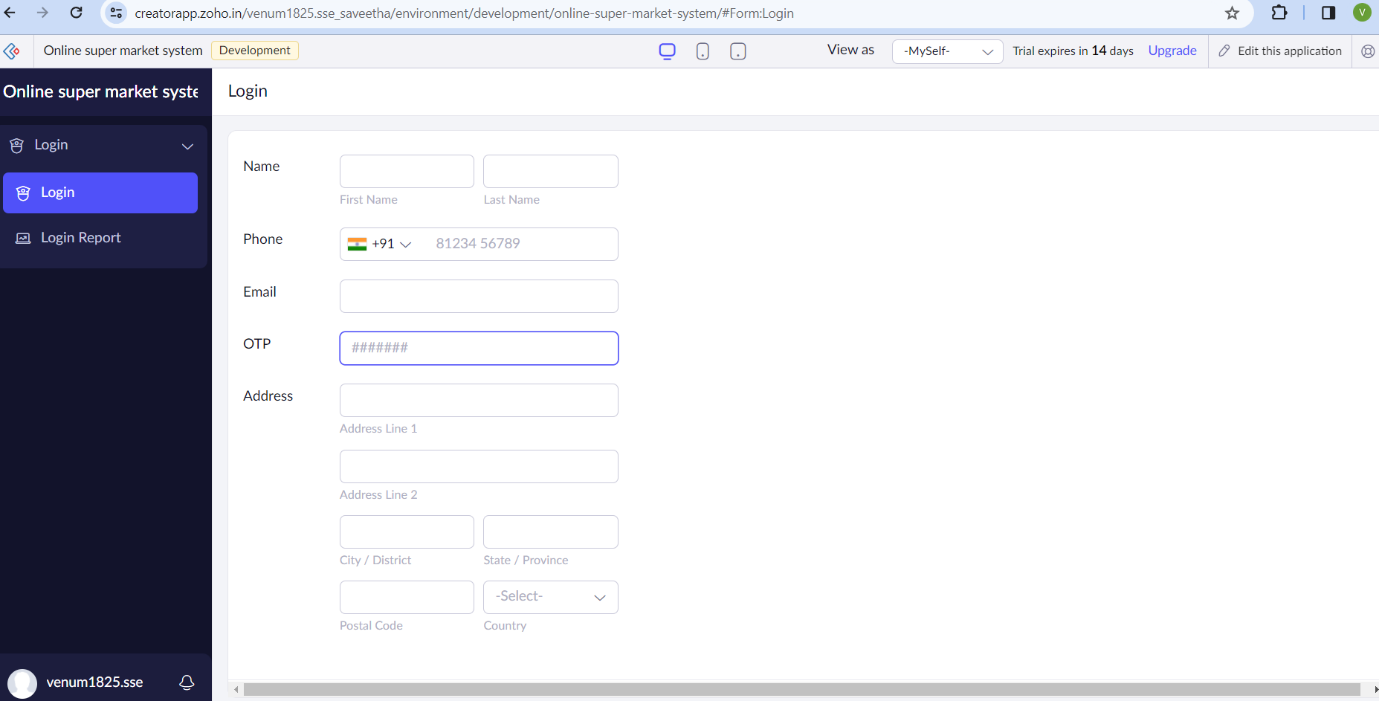 creatorapp.zoho.in/venum1825.sse_saveetha/environment/development/online-super-market-system/#Form:Login
V
Online super market system Development View as -MySelf- Trial expires in 14 days Upgrade Edit this application
Online super market syste
Login
Login
Login
Login Report
Name
First Name Last Name
Phone +91 81234 56789
Email
OTP #######
Address
Address Line 1
Address Line 2
City / District State / Province
-Select-
Postal Code Country
venum1825.sse